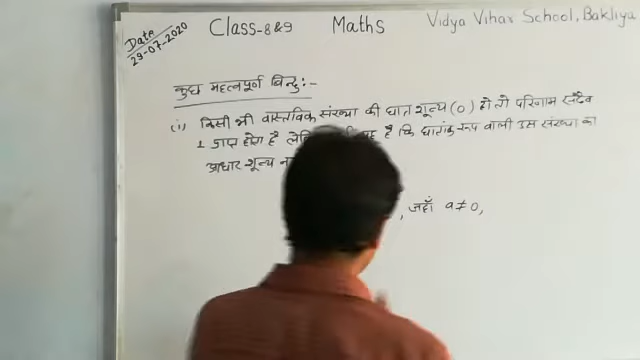 Date
29-07-2020
Class-8&9 Maths Vidya Vihar School, Bakliya
कुछ महत्वपूर्ण बिन्दु:-
(i) किसी भी वास्तविक संख्या की घात शून्य (0) हो तो परिणाम सदैव
1 प्राप्त होता है है कि घातांक रूप वाली उस संख्या का
आधार शून्य
, जहाँ a≠0,